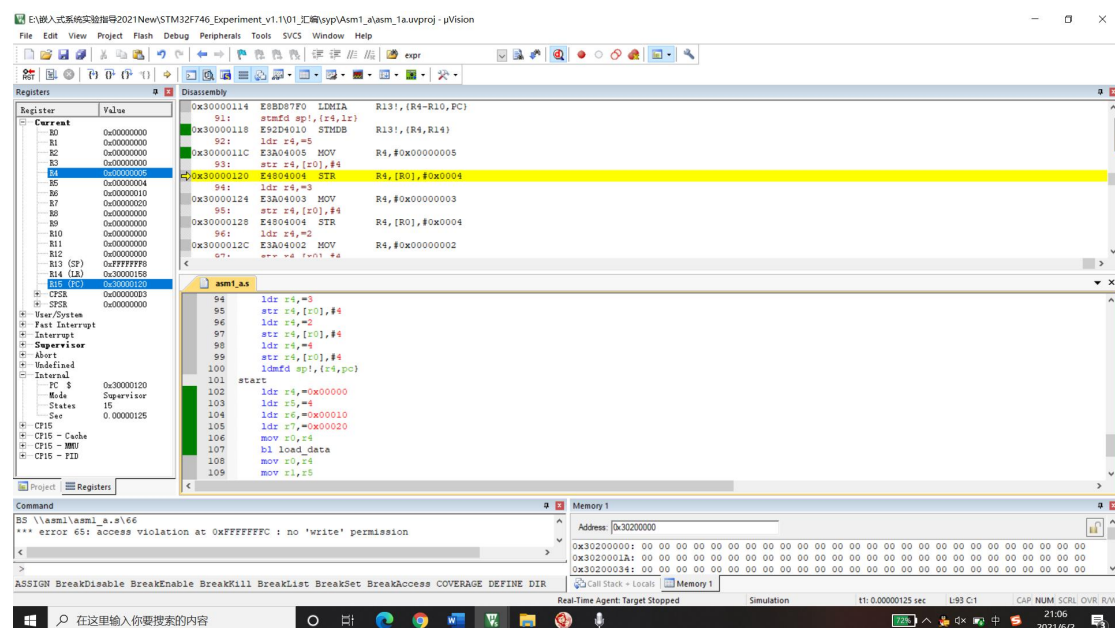 E:\嵌入式系统实验指导2021New\STM32F746_Experiment_v1.1\01_汇编\syp\Asm1_a\asm_1a.uvproj - µVision
File Edit View Project Flash Debug Peripherals Tools SVCS Window Help
expr
Registers
Register Value
Current
R0 0x00000000
R1 0x00000000
R2 0x00000000
R3 0x00000000
R4 0x00000005
R5 0x00000004
R6 0x00000010
R7 0x00000020
R8 0x00000000
R9 0x00000000
R10 0x00000000
R11 0x00000000
R12 0x00000000
R13 (SP) 0xFFFFFFF8
R14 (LR) 0x30000158
R15 (PC) 0x30000120
CPSR 0x000000D3
SPSR 0x00000000
User/System
Fast Interrupt
Interrupt
Supervisor
Abort
Undefined
Internal
PC $ 0x30000120
Mode Supervisor
States 15
Sec 0.00000125
CP15
CP15 - Cache
CP15 - MMU
CP15 - PID
Project Registers
Disassembly
0x30000114 E8BD87F0 LDMIA R13!,{R4-R10,PC}
91: stmfd sp!,{r4,lr}
0x30000118 E92D4010 STMDB R13!,{R4,R14}
92: ldr r4,=5
0x3000011C E3A04005 MOV R4,#0x00000005
93: str r4,[r0],#4
0x30000120 E4804004 STR R4,[R0],#0x0004
94: ldr r4,=3
0x30000124 E3A04003 MOV R4,#0x00000003
95: str r4,[r0],#4
0x30000128 E4804004 STR R4,[R0],#0x0004
96: ldr r4,=2
0x3000012C E3A04002 MOV R4,#0x00000002
97: str r4,[r0],#4
asm1_a.s
94 ldr r4,=3
95 str r4,[r0],#4
96 ldr r4,=2
97 str r4,[r0],#4
98 ldr r4,=4
99 str r4,[r0],#4
100 ldmfd sp!,{r4,pc}
101 start
102 ldr r4,=0x00000
103 ldr r5,=4
104 ldr r6,=0x00010
105 ldr r7,=0x00020
106 mov r0,r4
107 bl load_data
108 mov r0,r4
109 mov r1,r5
Command
BS \\asm1\asm1_a.s\66
*** error 65: access violation at 0xFFFFFFFC : no 'write' permission
>
ASSIGN BreakDisable BreakEnable BreakKill BreakList BreakSet BreakAccess COVERAGE DEFINE DIR
Memory 1
Address: 0x30200000
0x30200000: 00 00 00 00 00 00 00 00 00 00 00 00 00 00 00 00 00 00 00 00 00 00 00 00 00 00
0x3020001A: 00 00 00 00 00 00 00 00 00 00 00 00 00 00 00 00 00 00 00 00 00 00 00 00 00 00
0x30200034: 00 00 00 00 00 00 00 00 00 00 00 00 00 00 00 00 00 00 00 00 00 00 00 00 00 00
Call Stack + Locals Memory 1
Real-Time Agent: Target Stopped Simulation t1: 0.00000125 sec L:93 C:1 CAP NUM SCRL OVR R/W
在这里输入你要搜索的内容
72% 中 21:06
2021/6/2